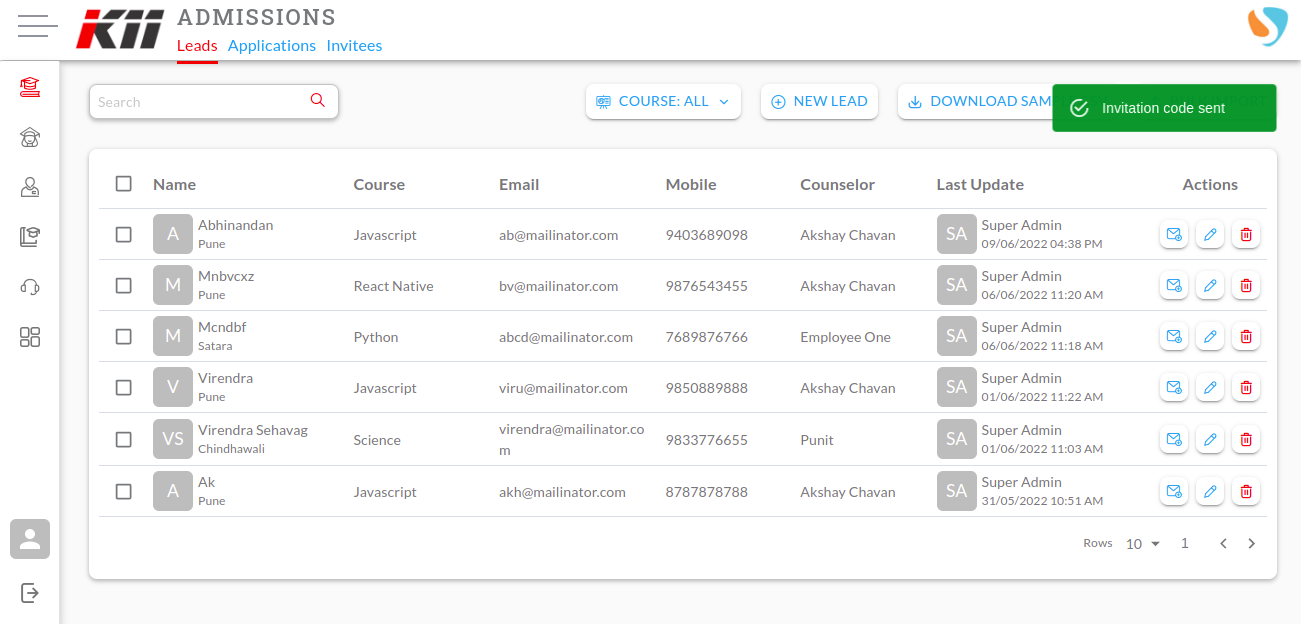 KII
ADMISSIONS
Leads Applications Invitees
Search
COURSE: ALL
NEW LEAD
DOWNLOAD SAM
Invitation code sent
Name Course Email Mobile Counselor Last Update Actions
A Abhinandan Pune Javascript ab@mailinator.com 9403689098 Akshay Chavan SA Super Admin 09/06/2022 04:38 PM
M Mnbvcxz Pune React Native bv@mailinator.com 9876543455 Akshay Chavan SA Super Admin 06/06/2022 11:20 AM
M Mcndbf Satara Python abcd@mailinator.com 7689876766 Employee One SA Super Admin 06/06/2022 11:18 AM
V Virendra Pune Javascript viru@mailinator.com 9850889888 Akshay Chavan SA Super Admin 01/06/2022 11:22 AM
VS Virendra Sehavag Chindhawali Science virendra@mailinator.co
m 9833776655 Punit SA Super Admin 01/06/2022 11:03 AM
A Ak Pune Javascript akh@mailinator.com 8787878788 Akshay Chavan SA Super Admin 31/05/2022 10:51 AM
Rows 10 1